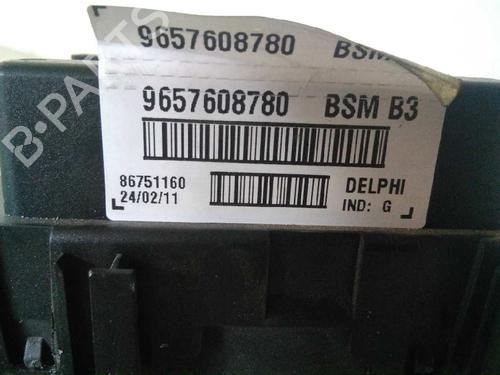 9657608780 BSM
9657608780 BSM B3
86751160 DELPHI
24/02/11 IND: G
B-PARTS